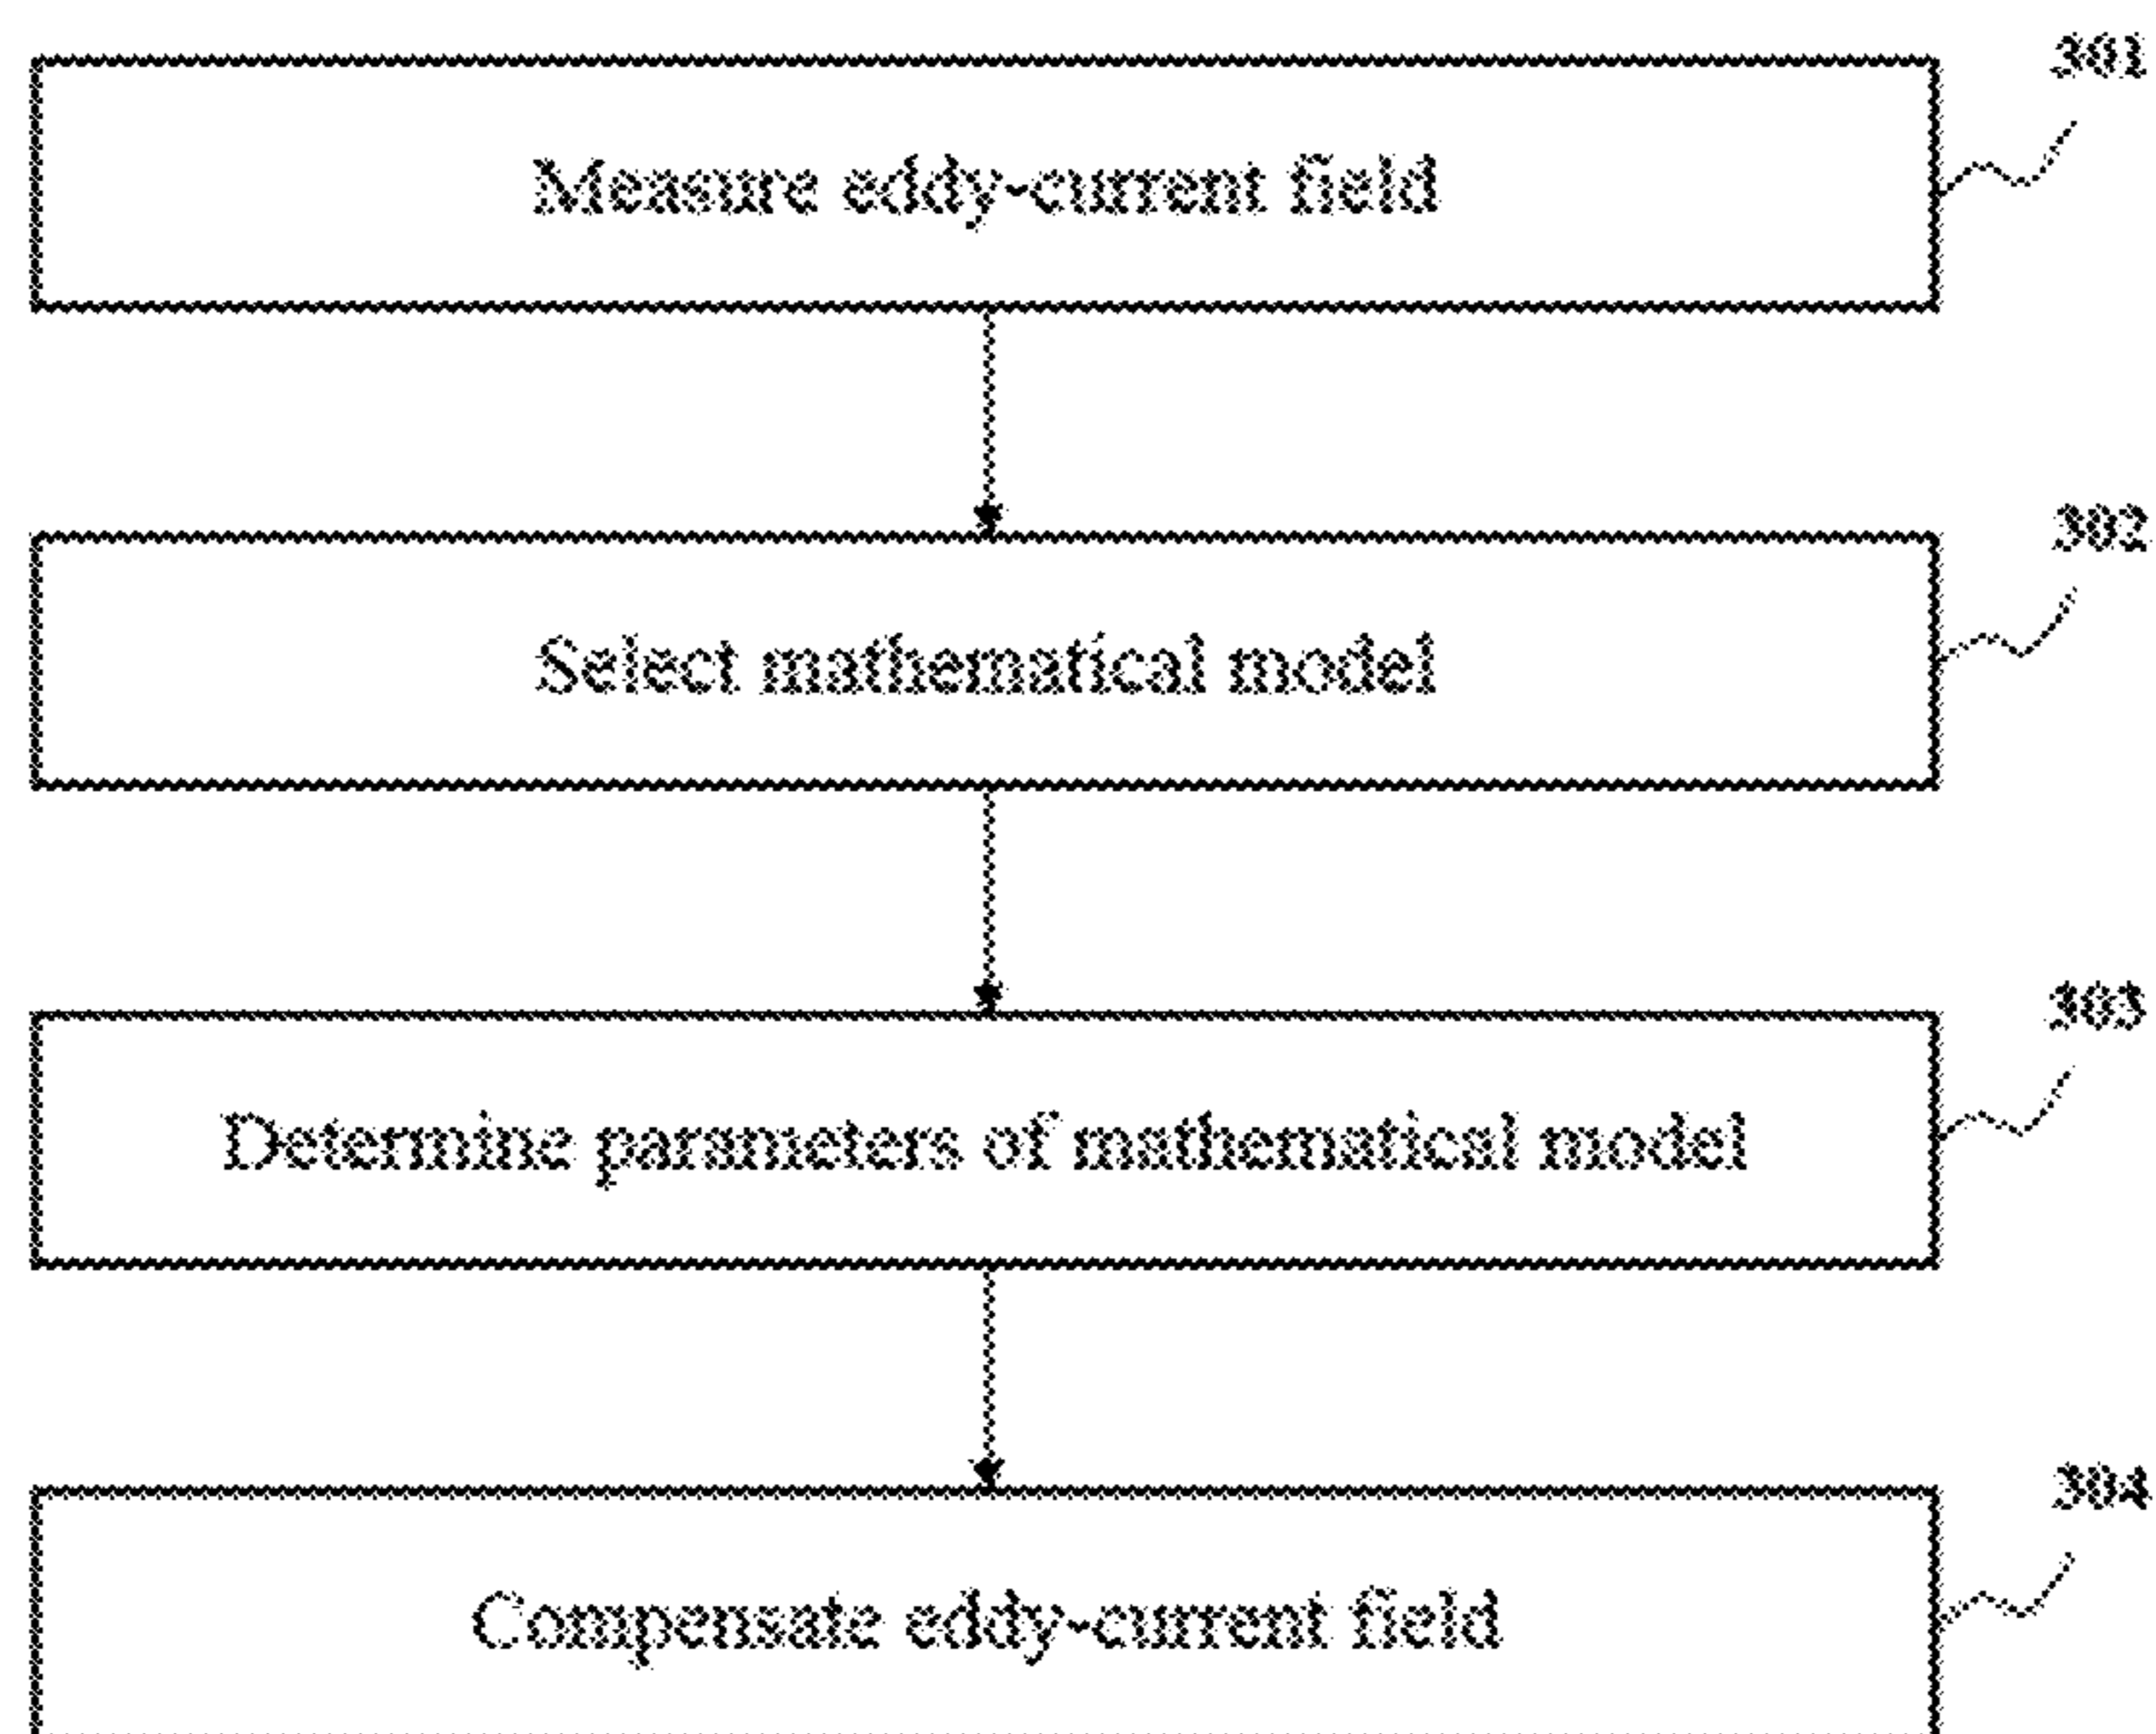 301
Measure eddy-current field
302
Select mathematical model
303
Determine parameters of mathematical model
304
Compensate eddy-current field